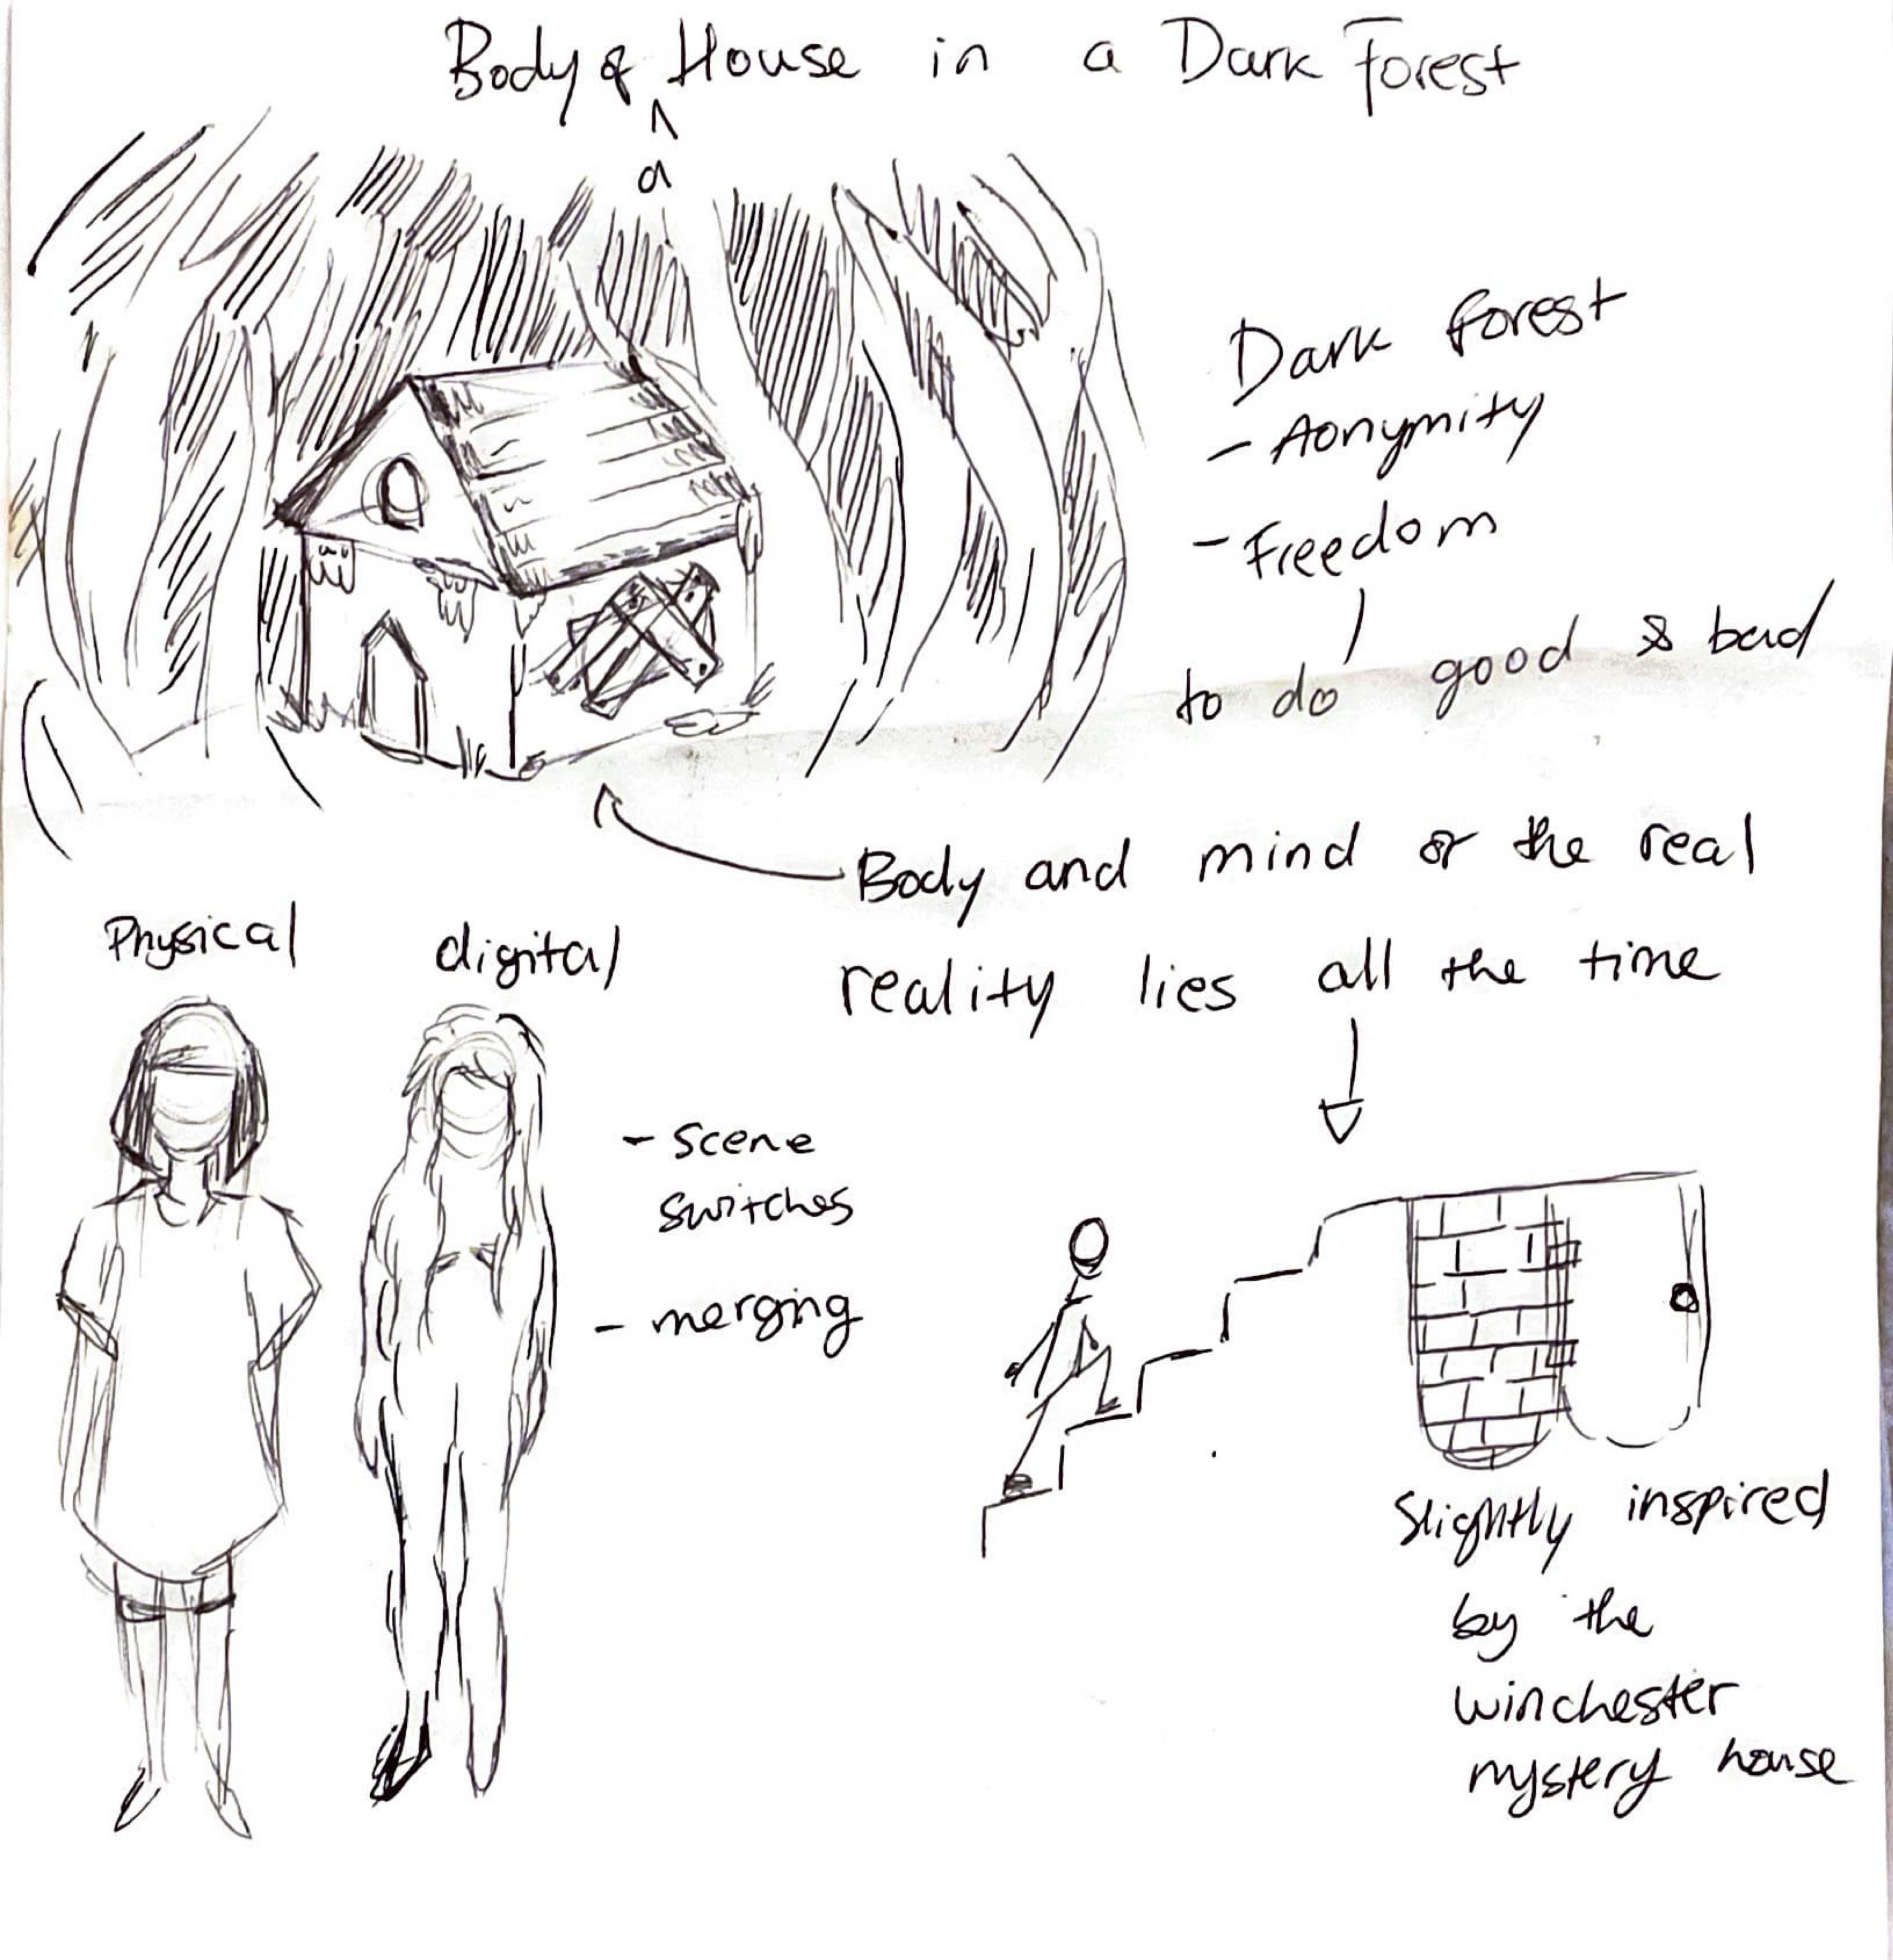 Body of House in a Dark Forest
^
a
Dark forest
- Aonymity
- Freedom
to do good & bad
Body and mind or the real
reality lies all the time
Physical digital
- scene
switches
- merging
Slightly inspired
by the
winchester
mystery house